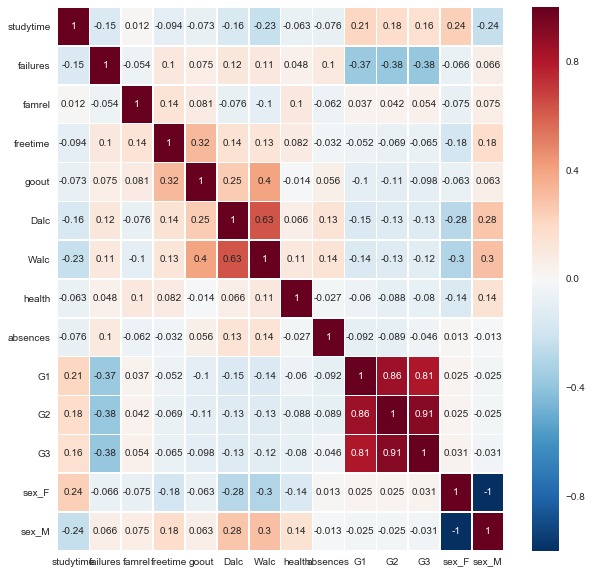 studytime 1 -0.15 0.012 -0.094 -0.073 -0.16 -0.23 -0.063 -0.076 0.21 0.18 0.16 0.24 -0.24
failures -0.15 1 -0.054 0.1 0.075 0.12 0.11 0.048 0.1 -0.37 -0.38 -0.38 -0.066 0.066
famrel 0.012 -0.054 1 0.14 0.081 -0.076 -0.1 0.1 -0.062 0.037 0.042 0.054 -0.075 0.075
freetime -0.094 0.1 0.14 1 0.32 0.14 0.13 0.082 -0.032 -0.052 -0.069 -0.065 -0.18 0.18
goout -0.073 0.075 0.081 0.32 1 0.25 0.4 -0.014 0.056 -0.1 -0.11 -0.098 -0.063 0.063
Dalc -0.16 0.12 -0.076 0.14 0.25 1 0.63 0.066 0.13 -0.15 -0.13 -0.13 -0.28 0.28
Walc -0.23 0.11 -0.1 0.13 0.4 0.63 1 0.11 0.14 -0.14 -0.13 -0.12 -0.3 0.3
health -0.063 0.048 0.1 0.082 -0.014 0.066 0.11 1 -0.027 -0.06 -0.088 -0.08 -0.14 0.14
absences -0.076 0.1 -0.062 -0.032 0.056 0.13 0.14 -0.027 1 -0.092 -0.089 -0.046 0.013 -0.013
G1 0.21 -0.37 0.037 -0.052 -0.1 -0.15 -0.14 -0.06 -0.092 1 0.86 0.81 0.025 -0.025
G2 0.18 -0.38 0.042 -0.069 -0.11 -0.13 -0.13 -0.088 -0.089 0.86 1 0.91 0.025 -0.025
G3 0.16 -0.38 0.054 -0.065 -0.098 -0.13 -0.12 -0.08 -0.046 0.81 0.91 1 0.031 -0.031
sex_F 0.24 -0.066 -0.075 -0.18 -0.063 -0.28 -0.3 -0.14 0.013 0.025 0.025 0.031 1 -1
sex_M -0.24 0.066 0.075 0.18 0.063 0.28 0.3 0.14 -0.013 -0.025 -0.025 -0.031 -1 1
studytime failures famrel freetime goout Dalc Walc health absences G1 G2 G3 sex_F sex_M
0.8
0.4
0.0
−0.4
−0.8